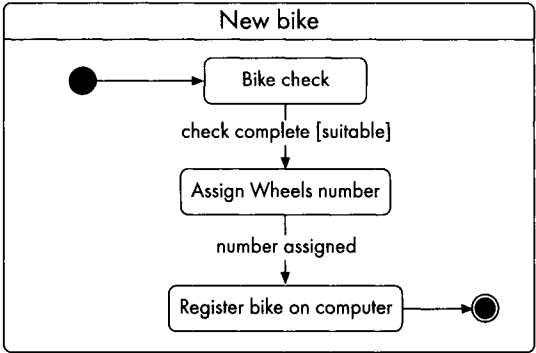 New bike
Bike check
check complete [suitable]
Assign Wheels number
number assigned
Register bike on computer